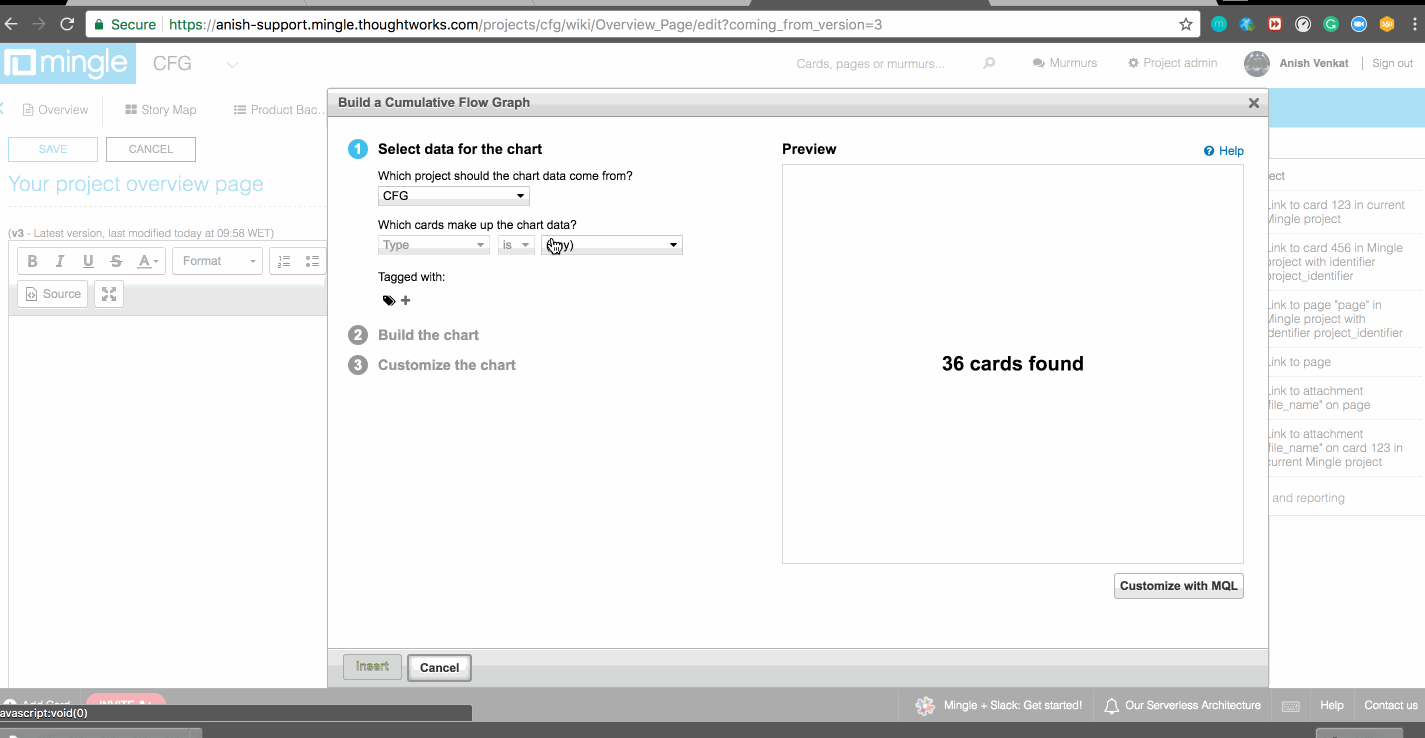 Secure https://anish-support.mingle.thoughtworks.com/projects/cfg/wiki/Overview_Page/edit?coming_from_version=3
360
mingle CFG
Cards, pages or murmurs...
Murmurs
Project admin
Anish Venkat
Sign out
Overview
Story Map
Product Bac...
SAVE
CANCEL
Your project overview page
(v3 - Latest version, last modified today at 09:58 WET)
B I U S A
Format
Source
Build a Cumulative Flow Graph
1 Select data for the chart
Which project should the chart data come from?
CFG
Which cards make up the chart data?
Type is
Tagged with:
2 Build the chart
3 Customize the chart
Preview
Help
36 cards found
Customize with MQL
Insert
Cancel
ect
Link to card 123 in current
Mingle project
Link to card 456 in Mingle
project with identifier
project_identifier
Link to page "page" in
Mingle project with
identifier project_identifier
Link to page
Link to attachment
"file_name" on page
Link to attachment
"file_name" on card 123 in
current Mingle project
and reporting
avascript:void(0)
Mingle + Slack: Get started!
Our Serverless Architecture
Help
Contact us